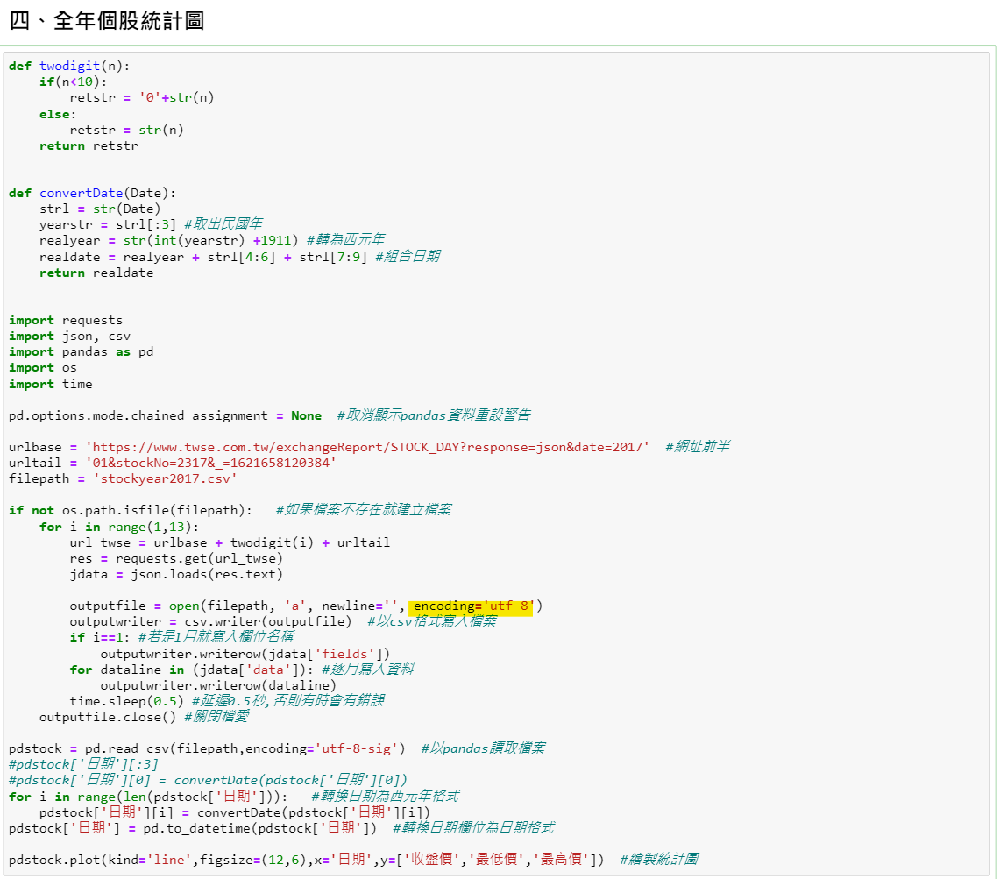 四、全年個股統計圖
def twodigit(n):
    if(n<10):
        retstr = '0'+str(n)
    else:
        retstr = str(n)
    return retstr
def convertDate(Date):
    strl = str(Date)
    yearstr = strl[:3] #取出民國年
    realyear = str(int(yearstr) +1911) #轉為西元年
    realdate = realyear + strl[4:6] + strl[7:9] #組合日期
    return realdate
import requests
import json, csv
import pandas as pd
import os
import time
pd.options.mode.chained_assignment = None  #取消顯示pandas資料重設警告
urlbase = 'https://www.twse.com.tw/exchangeReport/STOCK_DAY?response=json&date=2017'  #網址前半
urltail = '01&stockNo=2317&_=1621658120384'
filepath = 'stockyear2017.csv'
if not os.path.isfile(filepath):   #如果檔案不存在就建立檔案
    for i in range(1,13):
        url_twse = urlbase + twodigit(i) + urltail
        res = requests.get(url_twse)
        jdata = json.loads(res.text)
        outputfile = open(filepath, 'a', newline='', encoding='utf-8')
        outputwriter = csv.writer(outputfile)  #以csv格式寫入檔案
        if i==1: #若是1月就寫入欄位名稱
            outputwriter.writerow(jdata['fields'])
        for dataline in (jdata['data']): #逐月寫入資料
            outputwriter.writerow(dataline)
        time.sleep(0.5) #延遲0.5秒,否則有時會有錯誤
    outputfile.close() #關閉檔愛
pdstock = pd.read_csv(filepath,encoding='utf-8-sig')  #以pandas讀取檔案
#pdstock['日期'][:3]
#pdstock['日期'][0] = convertDate(pdstock['日期'][0])
for i in range(len(pdstock['日期'])):   #轉換日期為西元年格式
    pdstock['日期'][i] = convertDate(pdstock['日期'][i])
pdstock['日期'] = pd.to_datetime(pdstock['日期'])  #轉換日期欄位為日期格式
pdstock.plot(kind='line',figsize=(12,6),x='日期',y=['收盤價','最低價','最高價'])  #繪製統計圖